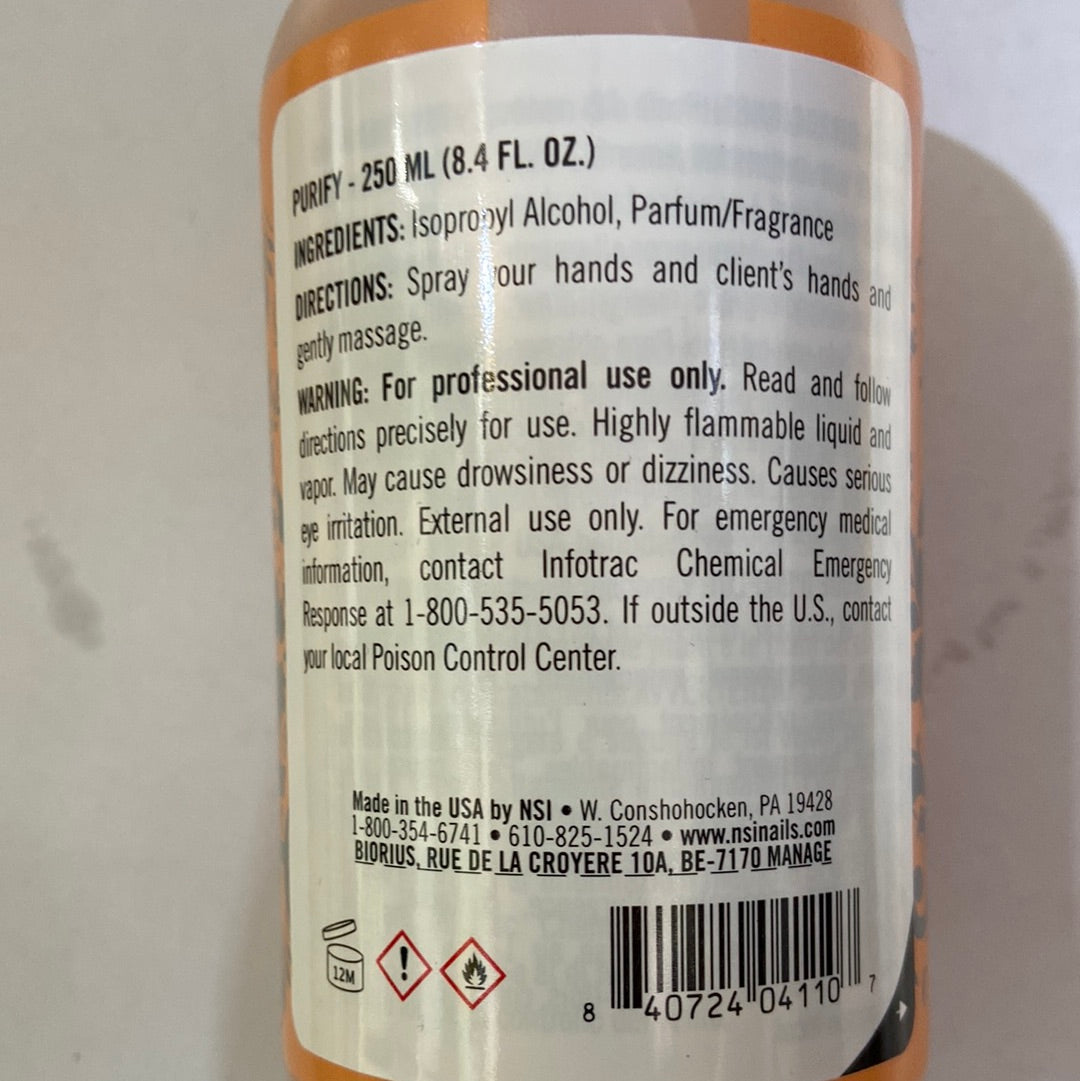 PURIFY - 250 ML (8.4 FL. OZ.)
INGREDIENTS: Isopropyl Alcohol, Parfum/Fragrance
DIRECTIONS: Spray your hands and client's hands and
gently massage.
WARNING: For professional use only. Read and follow
directions precisely for use. Highly flammable liquid and
vapor. May cause drowsiness or dizziness. Causes serious
eye irritation. External use only. For emergency medical
information, contact Infotrac Chemical Emergency
Response at 1-800-535-5053. If outside the U.S., contact
your local Poison Control Center.
Made in the USA by NSI • W. Conshohocken, PA 19428
1-800-354-6741 • 610-825-1524 • www.nsinails.com
BIORIUS, RUE DE LA CROYERE 10A, BE-7170 MANAGE
12M
8 40724 04110 7